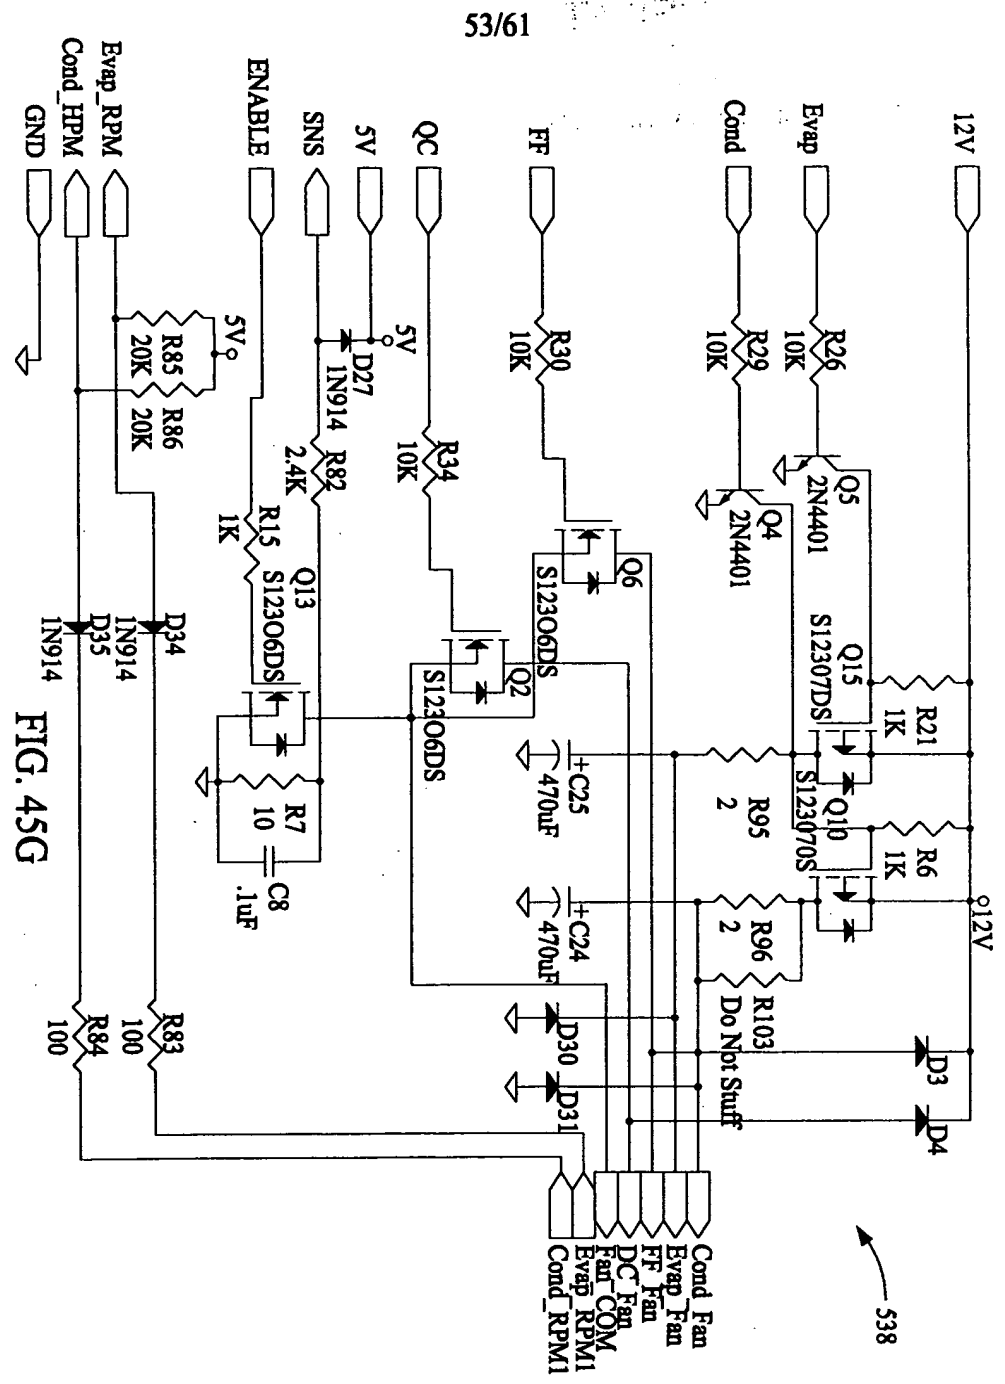 53/61
12V
Evap
Cond
FF
QC
5V
SNS
ENABLE
Evap_RPM
Cond_HPM
GND
R26
10K
R29
10K
R30
10K
R34
10K
5V
D27
1N914
R82
2.4K
R15
1K
5V
R85
20K
R86
20K
Q5
2N4401
Q4
2N4401
Q6
S123O6DS
Q2
S123O6DS
Q13
S123O6DS
Q15
S12307DS
Q10
S123070S
R21
1K
R6
1K
12V
R95
2
R96
2
R103
Do Not Stuff
+C25
470uF
+C24
470uF
R7
10
C8
.1uF
D3
D4
D30
D31
D34
1N914
D35
1N914
R83
100
R84
100
Cond_Fan
Evap_Fan
FF_Fan
DC_Fan
Fan_COM
Evap_RPM1
Cond_RPM1
538
FIG. 45G